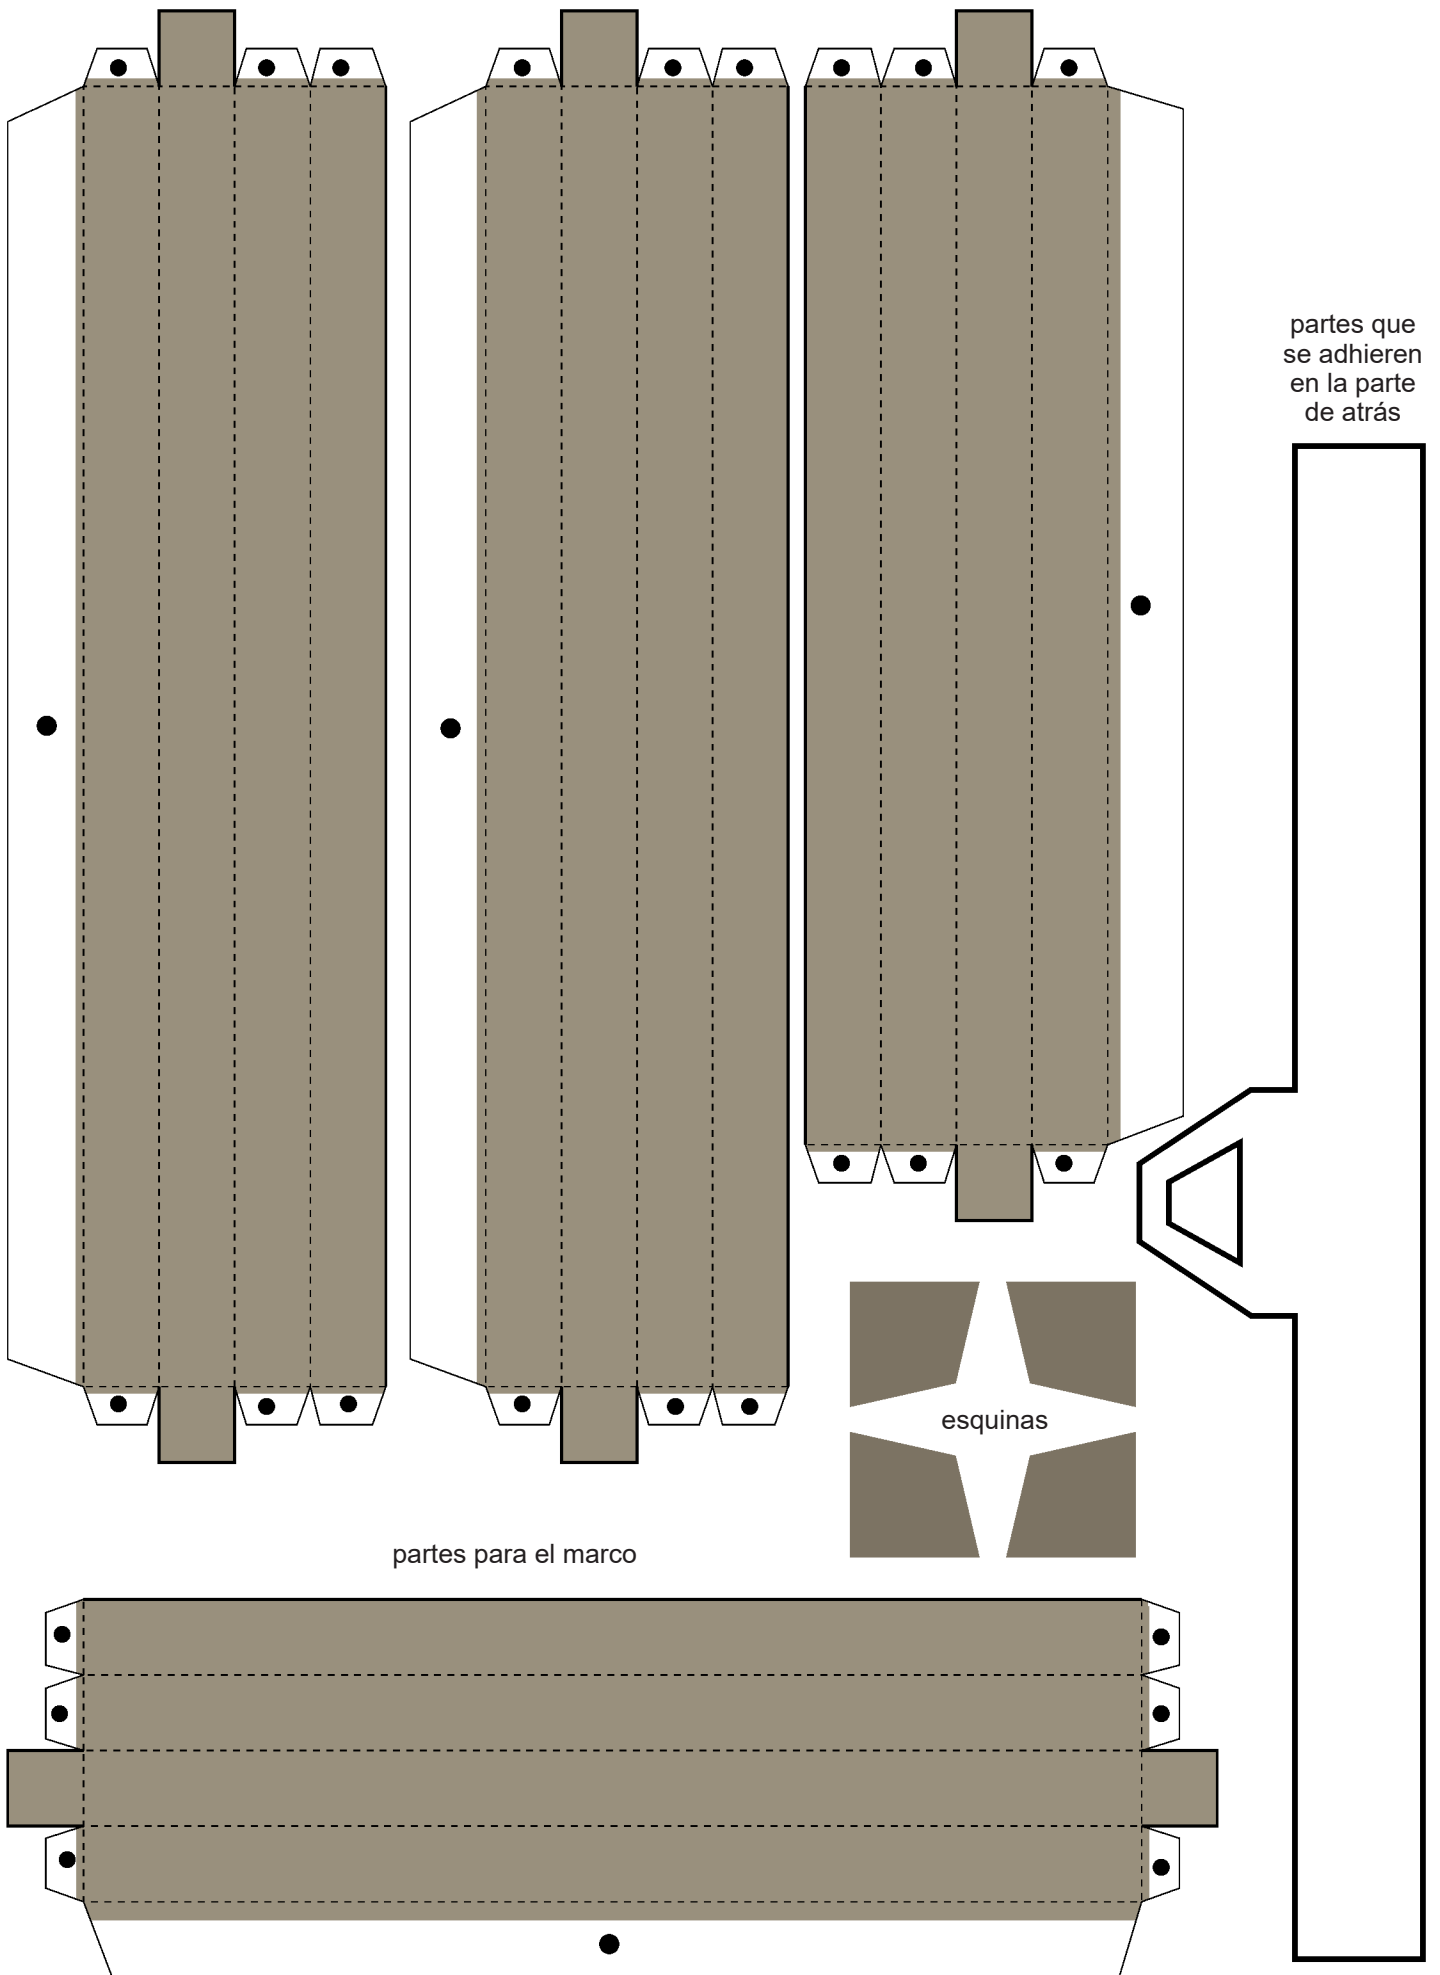 partes que
se adhieren
en la parte
de atrás
esquinas
partes para el marco